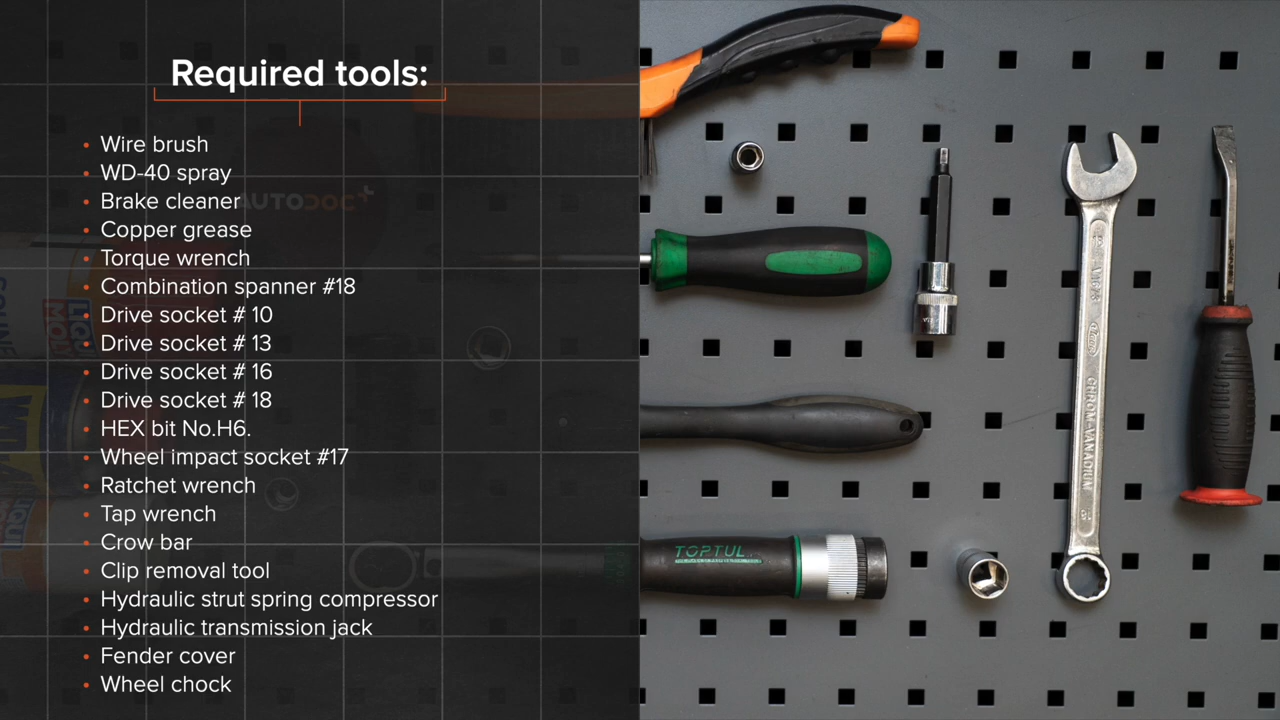 Required tools:
• Wire brush
• WD-40 spray
• Brake cleaner
• Copper grease
• Torque wrench
• Combination spanner #18
• Drive socket # 10
• Drive socket # 13
• Drive socket # 16
• Drive socket # 18
• HEX bit No.H6.
• Wheel impact socket #17
• Ratchet wrench
• Tap wrench
• Crow bar
• Clip removal tool
• Hydraulic strut spring compressor
• Hydraulic transmission jack
• Fender cover
• Wheel chock
AUTODOC
LIQUI
MOLY
TOPTUL
CHROM-VANADIUM